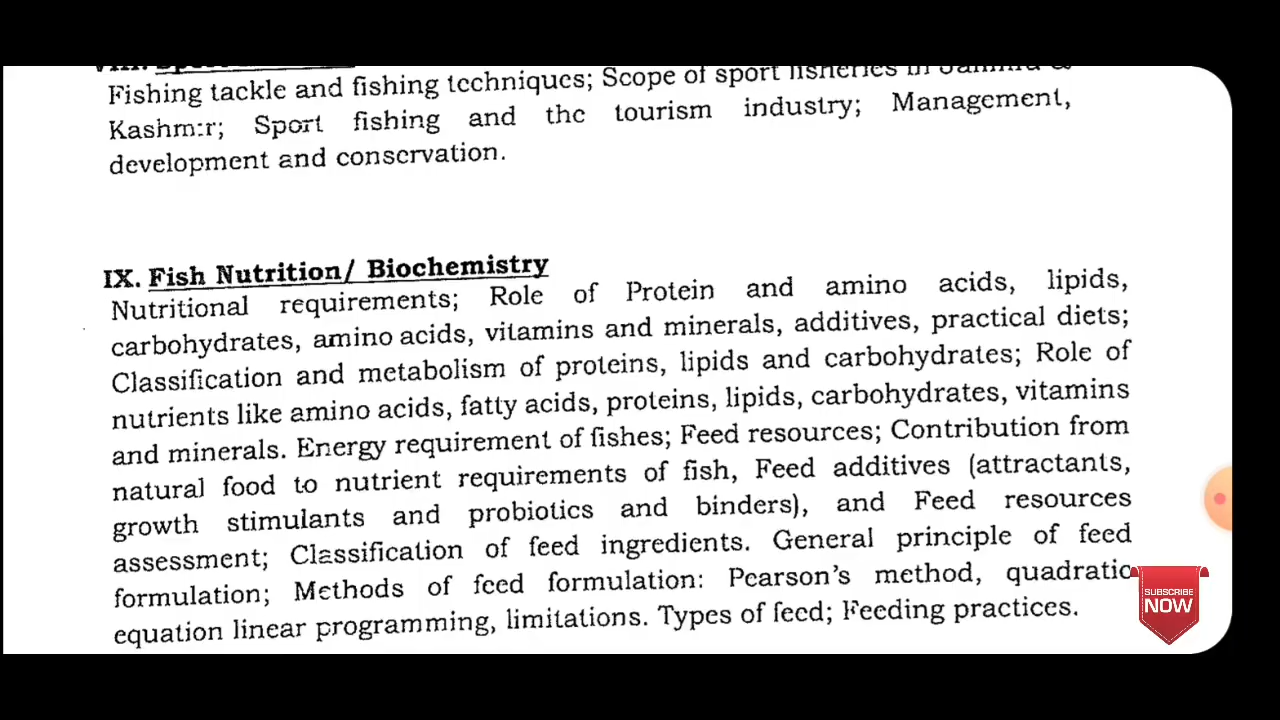 VIII. Sport
Fishing tackle and fishing techniques; Scope of sport fisheries in Jammu &
Kashmir; Sport fishing and the tourism industry; Management,
development and conservation.
IX. Fish Nutrition/ Biochemistry
Nutritional requirements; Role of Protein and amino acids, lipids,
carbohydrates, amino acids, vitamins and minerals, additives, practical diets;
Classification and metabolism of proteins, lipids and carbohydrates; Role of
nutrients like amino acids, fatty acids, proteins, lipids, carbohydrates, vitamins
and minerals. Energy requirement of fishes; Feed resources; Contribution from
natural food to nutrient requirements of fish, Feed additives (attractants,
growth stimulants and probiotics and binders), and Feed resources
assessment; Classification of feed ingredients. General principle of feed
formulation; Methods of feed formulation: Pearson's method, quadratic
equation linear programming, limitations. Types of feed; Feeding practices.
SUBSCRIBE
NOW